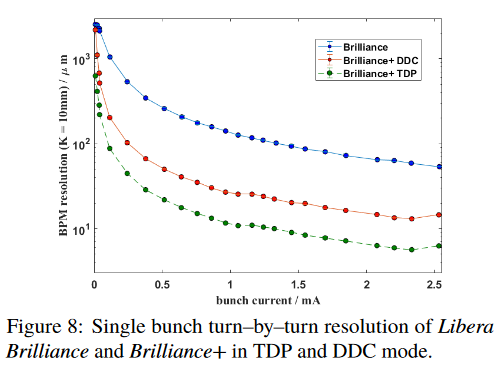 BPM resolution (K = 10mm) / μ m
10³
10²
10¹
Brilliance
Brilliance+ DDC
Brilliance+ TDP
0 0.5 1 1.5 2 2.5
bunch current / mA
Figure 8: Single bunch turn–by–turn resolution of Libera
Brilliance and Brilliance+ in TDP and DDC mode.